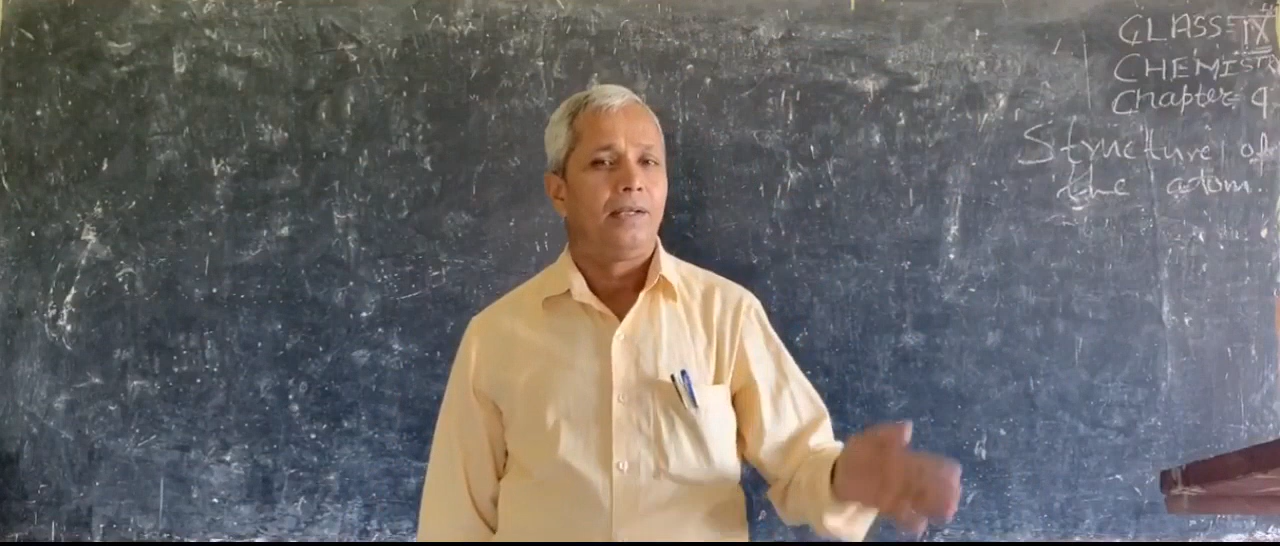 CLASS-IX
CHEMISTR
Chapter 4
Structure of
the atom.